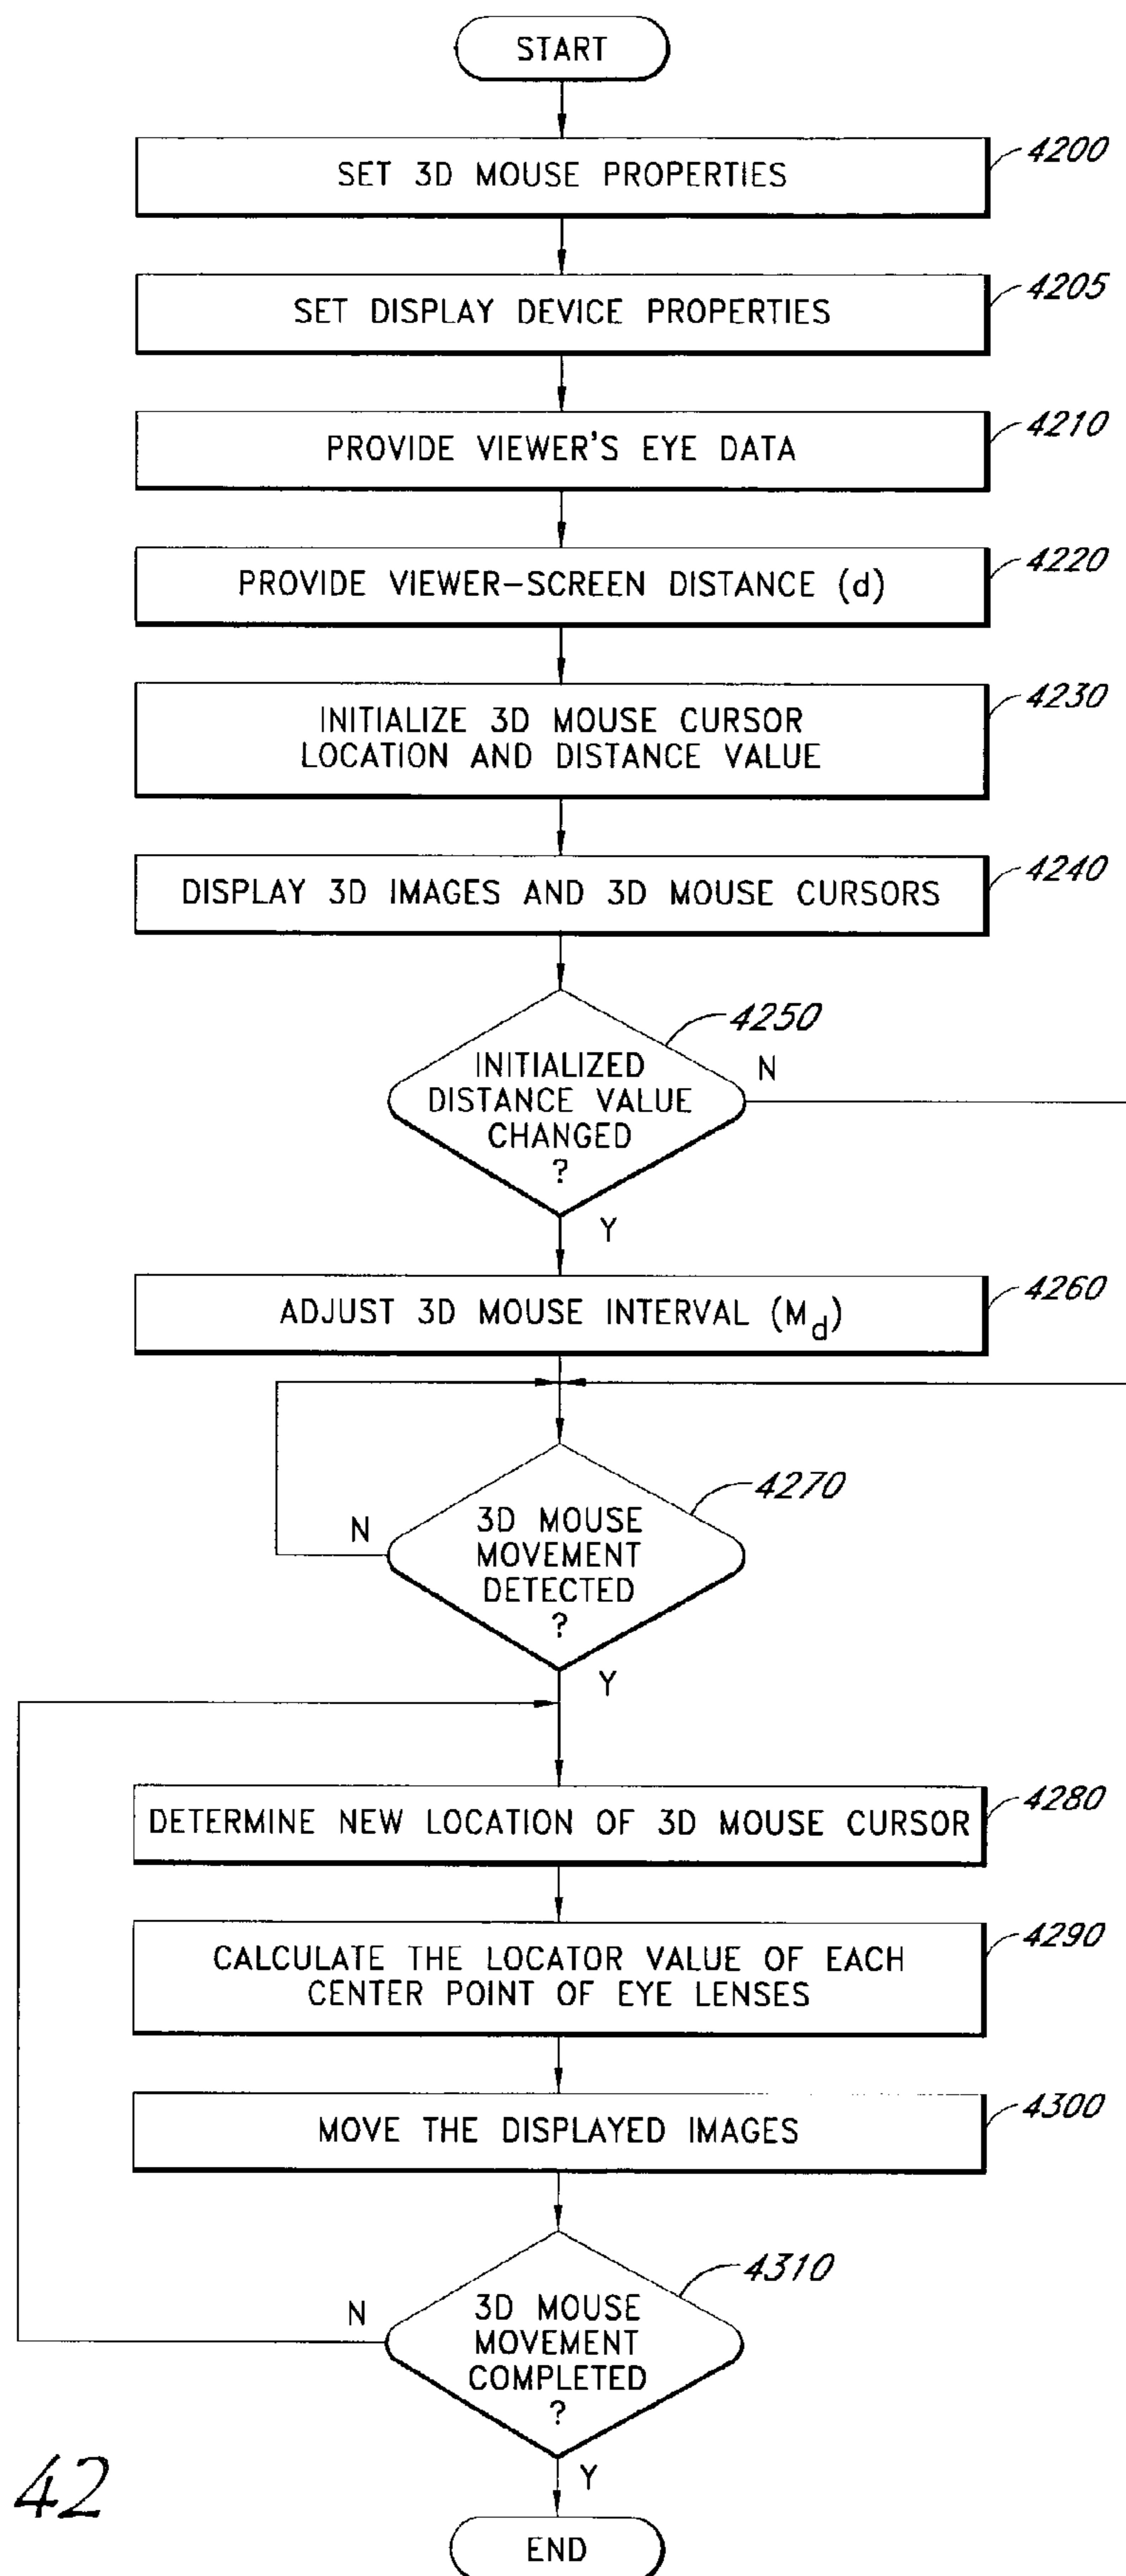 START
SET 3D MOUSE PROPERTIES
4200
SET DISPLAY DEVICE PROPERTIES
4205
PROVIDE VIEWER'S EYE DATA
4210
PROVIDE VIEWER-SCREEN DISTANCE (d)
4220
INITIALIZE 3D MOUSE CURSOR
LOCATION AND DISTANCE VALUE
4230
DISPLAY 3D IMAGES AND 3D MOUSE CURSORS
4240
4250
INITIALIZED
DISTANCE VALUE
CHANGED
?
N
Y
ADJUST 3D MOUSE INTERVAL (Md)
4260
4270
3D MOUSE
MOVEMENT
DETECTED
?
N
Y
DETERMINE NEW LOCATION OF 3D MOUSE CURSOR
4280
CALCULATE THE LOCATOR VALUE OF EACH
CENTER POINT OF EYE LENSES
4290
MOVE THE DISPLAYED IMAGES
4300
4310
3D MOUSE
MOVEMENT
COMPLETED
?
N
Y
42
END